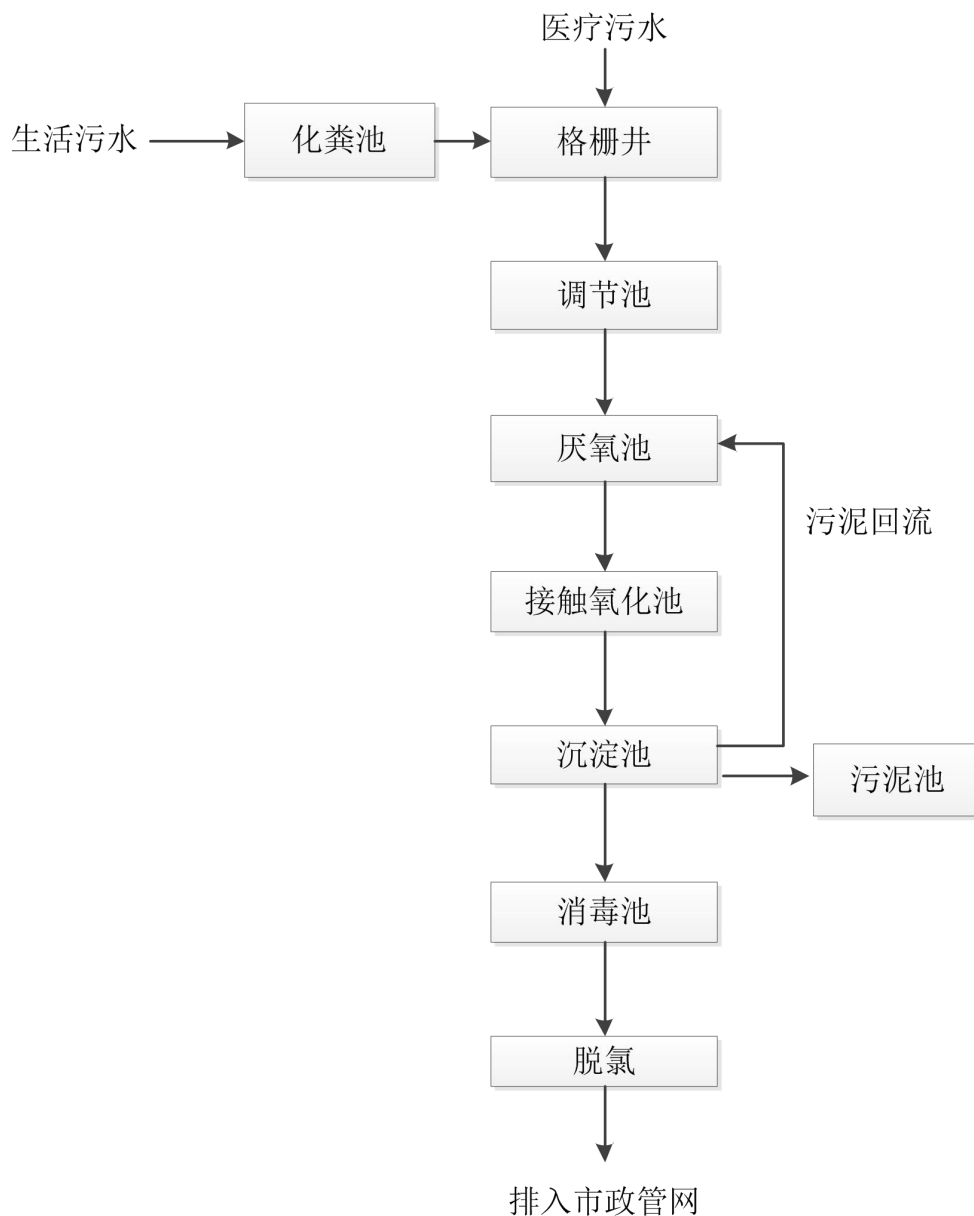 医疗污水
生活污水
化粪池
格栅井
调节池
厌氧池
污泥回流
接触氧化池
沉淀池
污泥池
消毒池
脱氯
排入市政管网